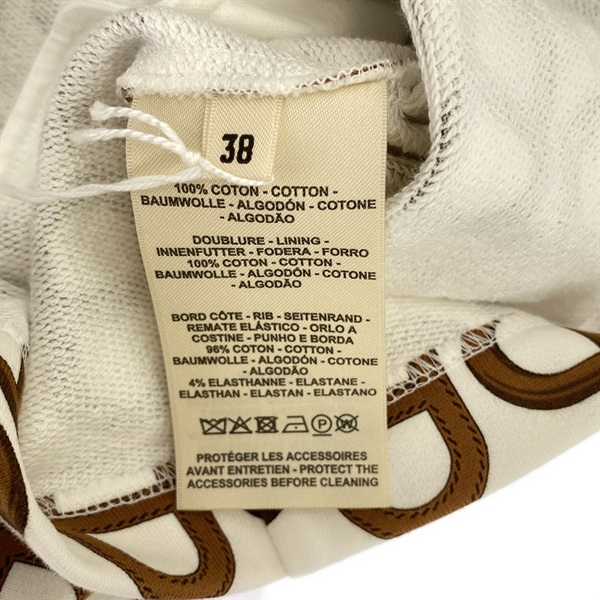 38
100% COTON - COTTON -
BAUMWOLLE - ALGODÓN - COTONE
- ALGODÃO
DOUBLURE - LINING -
INNENFUTTER - FODERA - FORRO
100% COTON - COTTON -
BAUMWOLLE - ALGODÓN - COTONE
- ALGODÃO
BORD CÔTE - RIB - SEITENRAND -
REMATE ELÁSTICO - ORLO A
COSTINE - PUNHO E BORDA
96% COTON - COTTON -
BAUMWOLLE - ALGODÓN - COTONE
- ALGODÃO
4% ELASTHANNE - ELASTANE -
ELASTHAN - ELASTAN - ELASTANO
PROTÉGER LES ACCESSOIRES
AVANT ENTRETIEN - PROTECT THE
ACCESSORIES BEFORE CLEANING